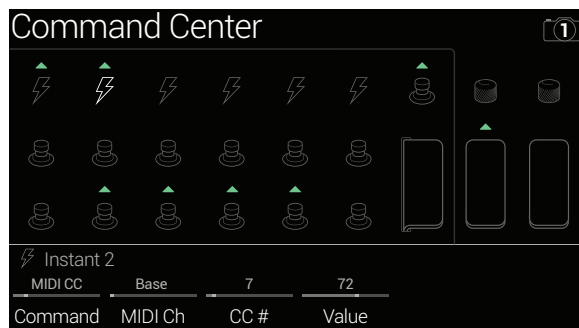 Command Center
1
Instant 2
MIDI CC Base 7 72
Command MIDI Ch CC # Value